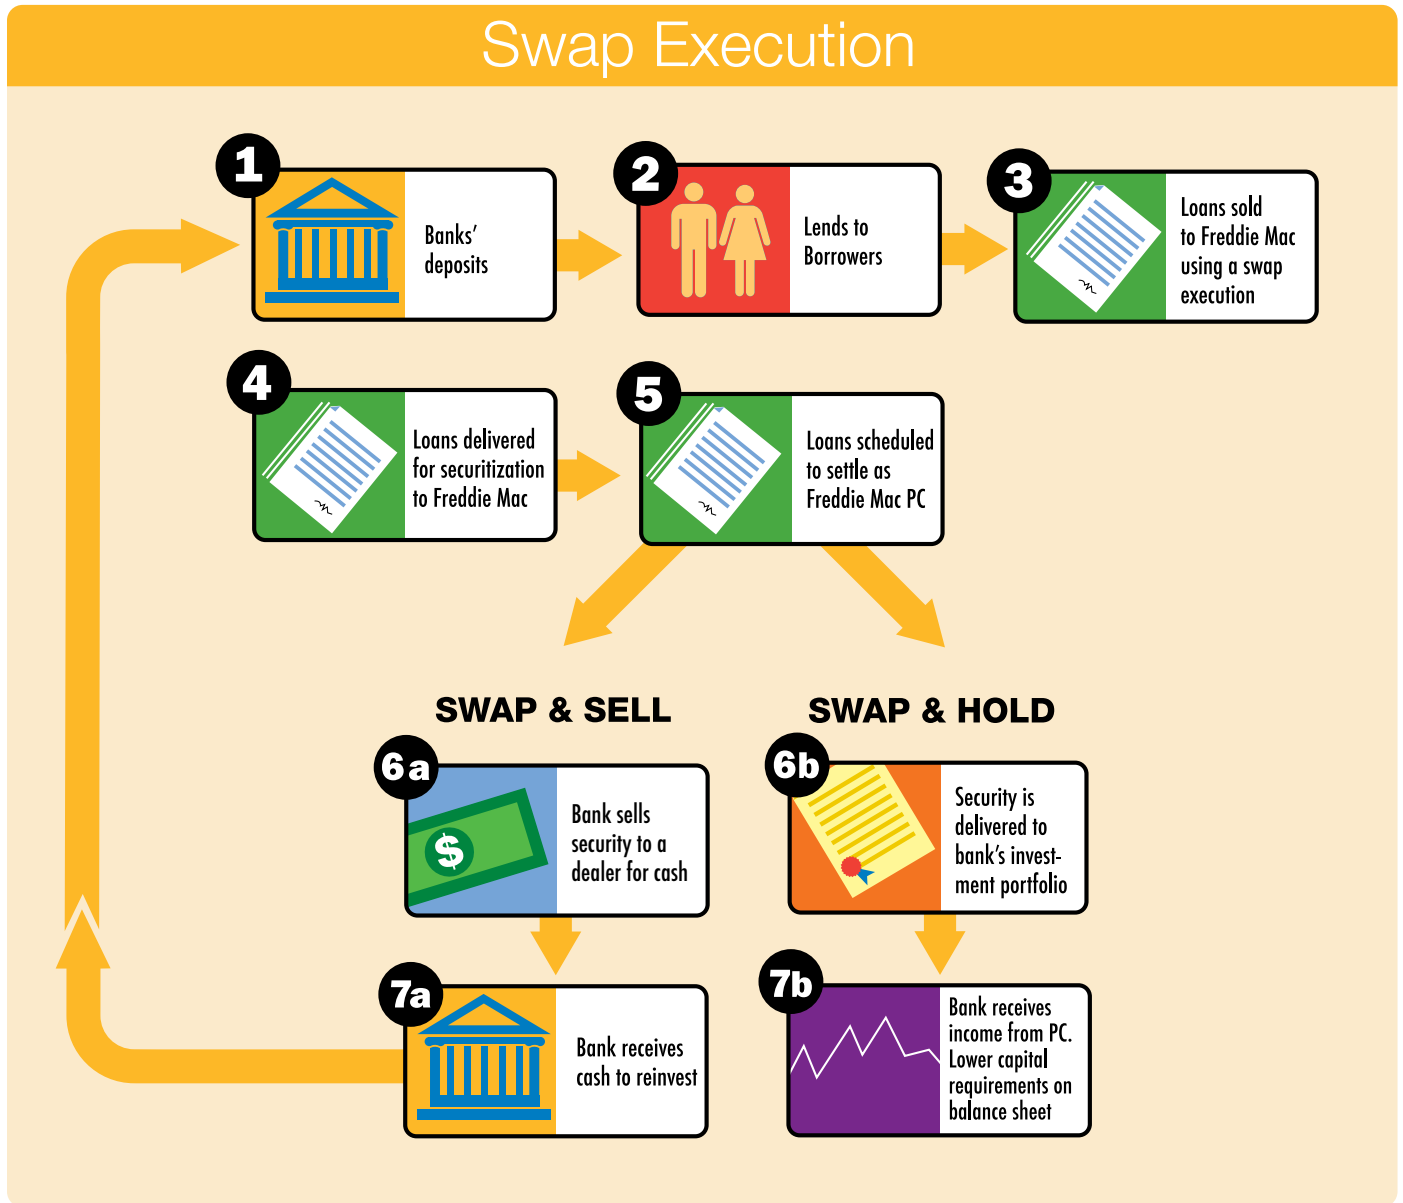 Swap Execution
1
Banks'
deposits
2
Lends to
Borrowers
3
Loans sold
to Freddie Mac
using a swap
execution
4
Loans delivered
for securitization
to Freddie Mac
5
Loans scheduled
to settle as
Freddie Mac PC
SWAP & SELL
SWAP & HOLD
6a
$
Bank sells
security to a
dealer for cash
6b
Security is
delivered to
bank's invest-
ment portfolio
7a
Bank receives
cash to reinvest
7b
Bank receives
income from PC.
Lower capital
requirements on
balance sheet